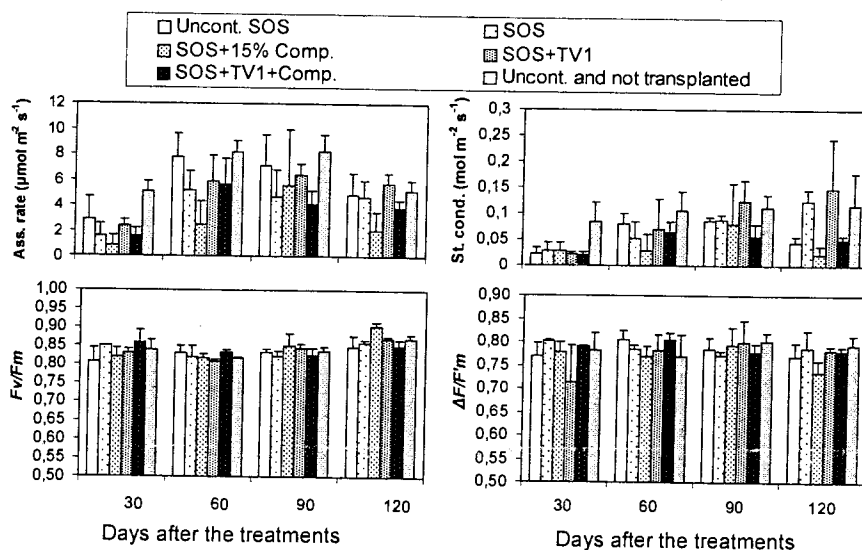 Uncont. SOS
SOS
SOS+15% Comp.
SOS+TV1
SOS+TV1+Comp.
Uncont. and not transplanted
Ass. rate (µmol m² s⁻¹)
12
10
8
6
4
2
0
St. cond. (mol m⁻² s⁻¹)
0,3
0,25
0,2
0,15
0,1
0,05
0
Fv/Fm
1,00
0,95
0,90
0,85
0,80
0,75
0,70
0,65
0,60
0,55
0,50
30 60 90 120
Days after the treatments
ΔF/F'm
0,90
0,85
0,80
0,75
0,70
0,65
0,60
0,55
0,50
30 60 90 120
Days after the treatments